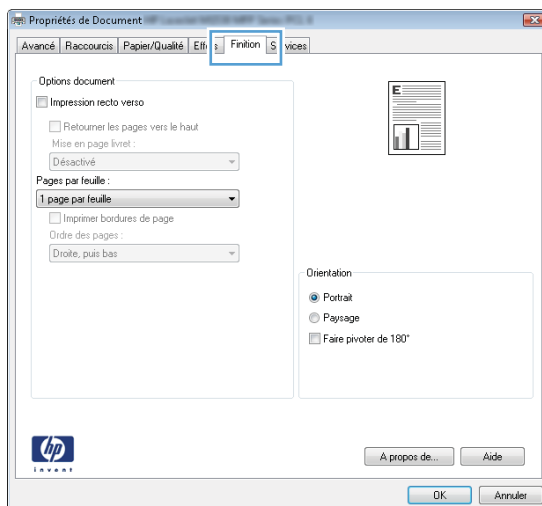 Propriétés de Document
Avancé Raccourcis Papier/Qualité Finition
Options document
Impression recto verso
Retourner les pages vers le haut
Mise en page livret :
Désactivé
Pages par feuille :
1 page par feuille
Imprimer bordures de page
Ordre des pages :
Droite, puis bas
E
Orientation
Portrait
Paysage
Faire pivoter de 180°
hp
invent
A propos de... Aide
OK Annuler